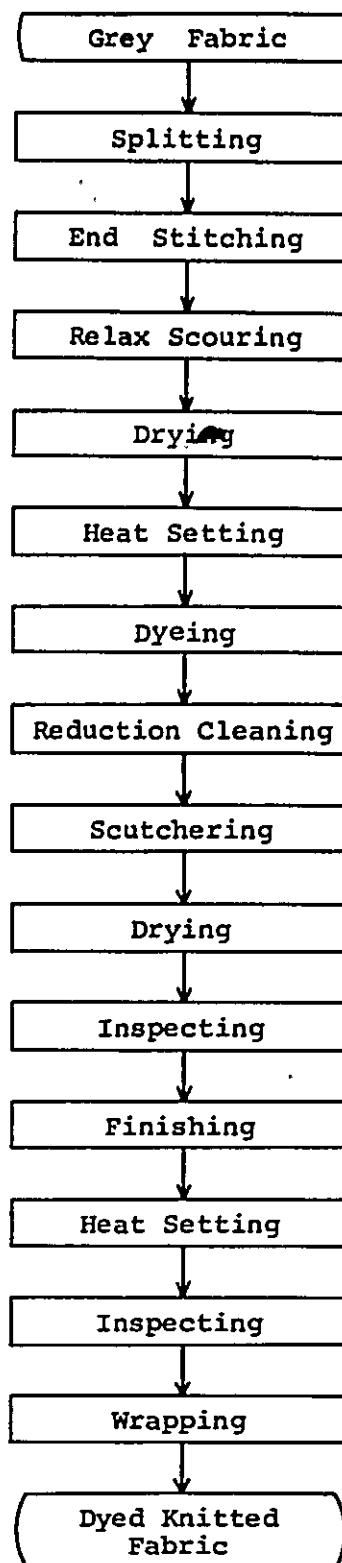 Grey Fabric
Splitting
End Stitching
Relax Scouring
Drying
Heat Setting
Dyeing
Reduction Cleaning
Scutchering
Drying
Inspecting
Finishing
Heat Setting
Inspecting
Wrapping
Dyed Knitted
Fabric